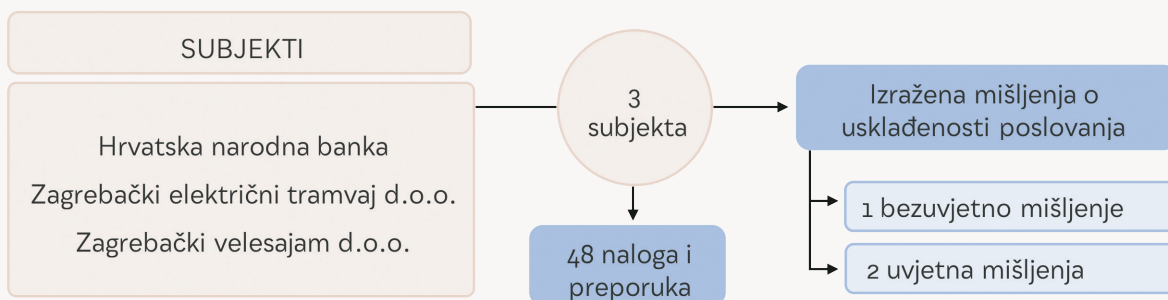 SUBJEKTI
Hrvatska narodna banka
Zagrebački električni tramvaj d.o.o.
Zagrebački velesajam d.o.o.
3
subjekta
48 naloga i
preporuka
Izražena mišljenja o
usklađenosti poslovanja
1 bezuvjetno mišljenje
2 uvjetna mišljenja